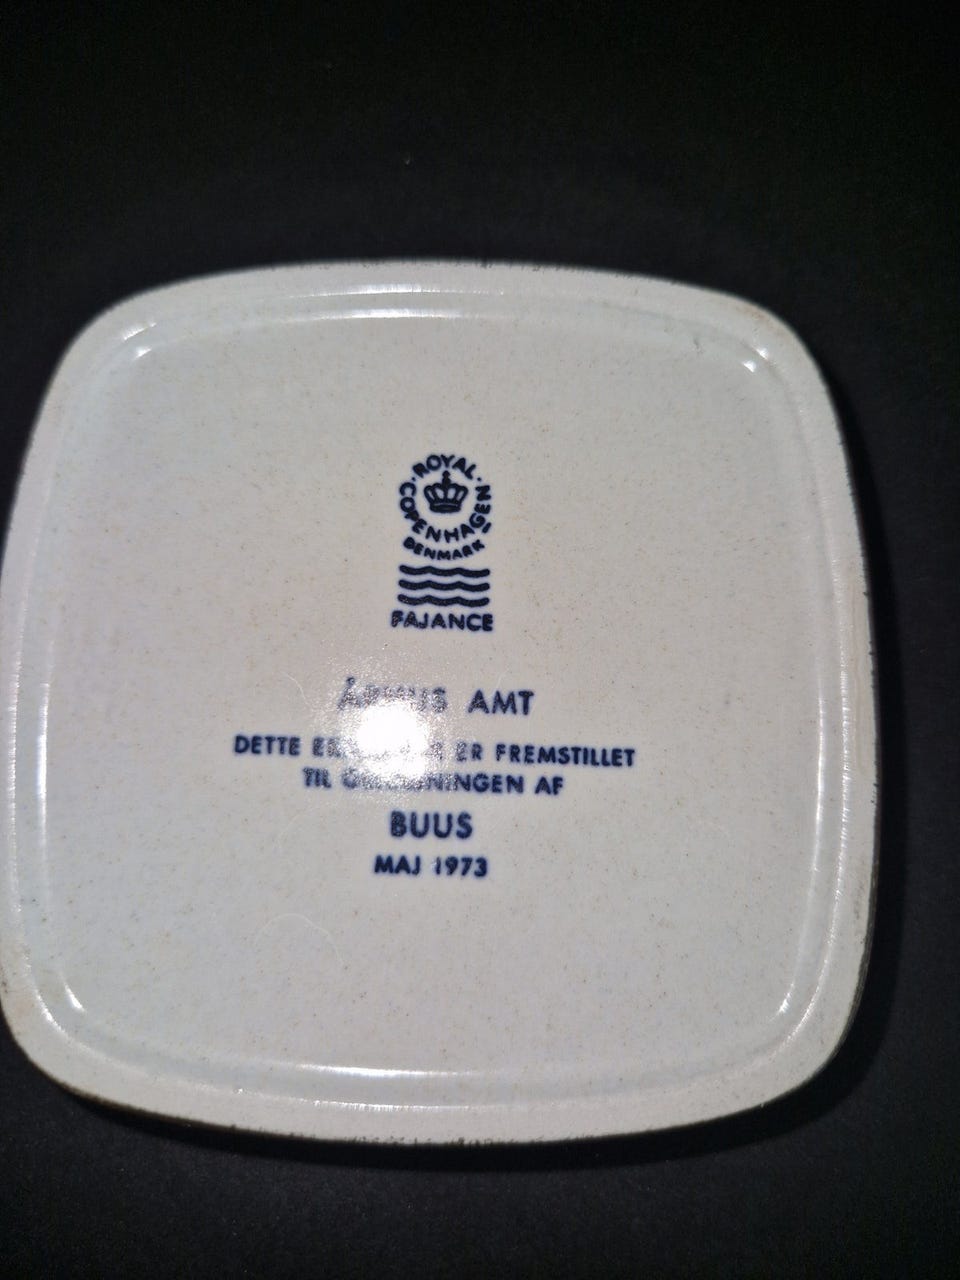 ROYAL
COPENHAGEN
DENMARK
FAJANCE
AMT
DETTE ER FREMSTILLET
TIL AF
BUUS
MAJ 1973